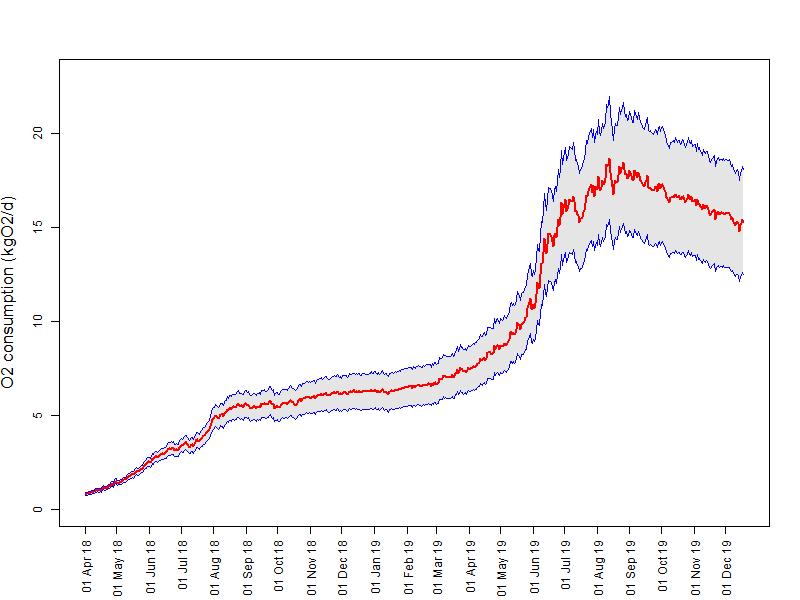 O2 consumption (kgO2/d)
20
15
10
5
0
01 Apr 18
01 May 18
01 Jun 18
01 Jul 18
01 Aug 18
01 Sep 18
01 Oct 18
01 Nov 18
01 Dec 18
01 Jan 19
01 Feb 19
01 Mar 19
01 Apr 19
01 May 19
01 Jun 19
01 Jul 19
01 Aug 19
01 Sep 19
01 Oct 19
01 Nov 19
01 Dec 19